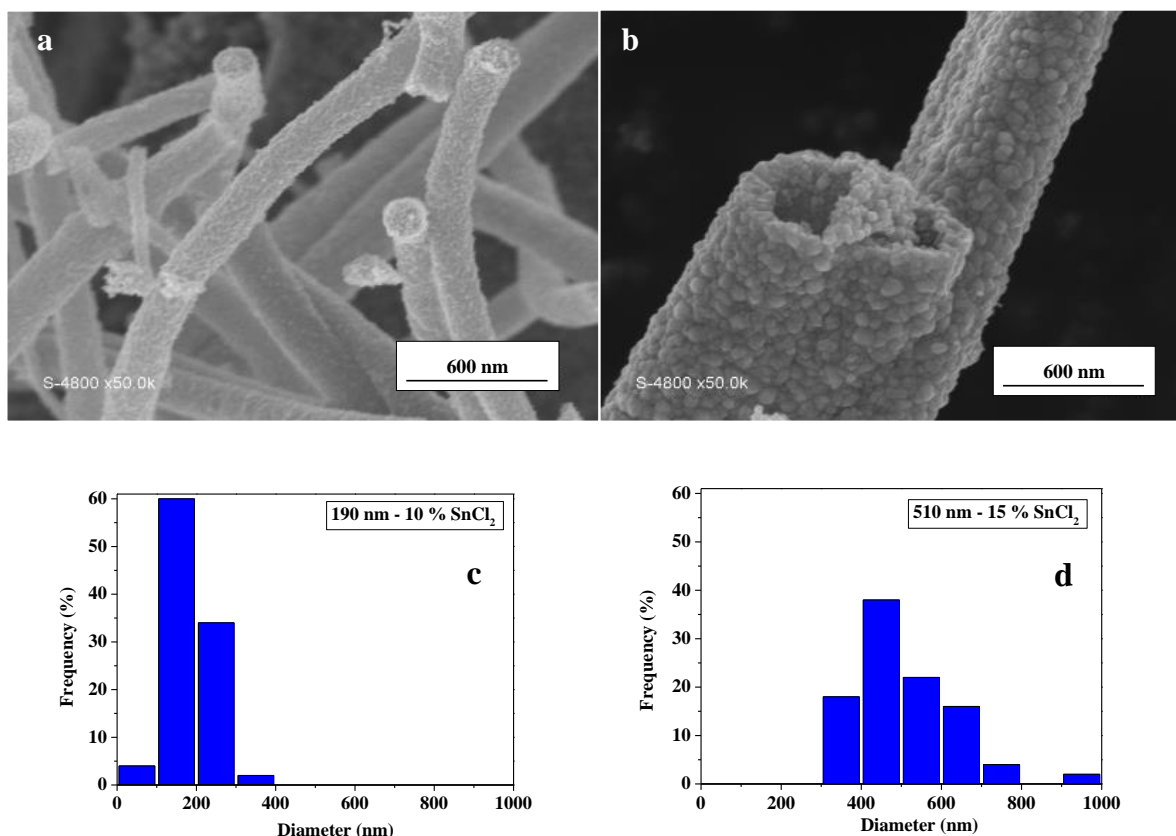 a
b
600 nm
S-4800 x50.0k
600 nm
S-4800 x50.0k
190 nm - 10 % SnCl₂
c
Frequency (%)
60
50
40
30
20
10
0
0 200 400 600 800 1000
Diameter (nm)
510 nm - 15 % SnCl₂
d
Frequency (%)
60
50
40
30
20
10
0
0 200 400 600 800 1000
Diameter (nm)